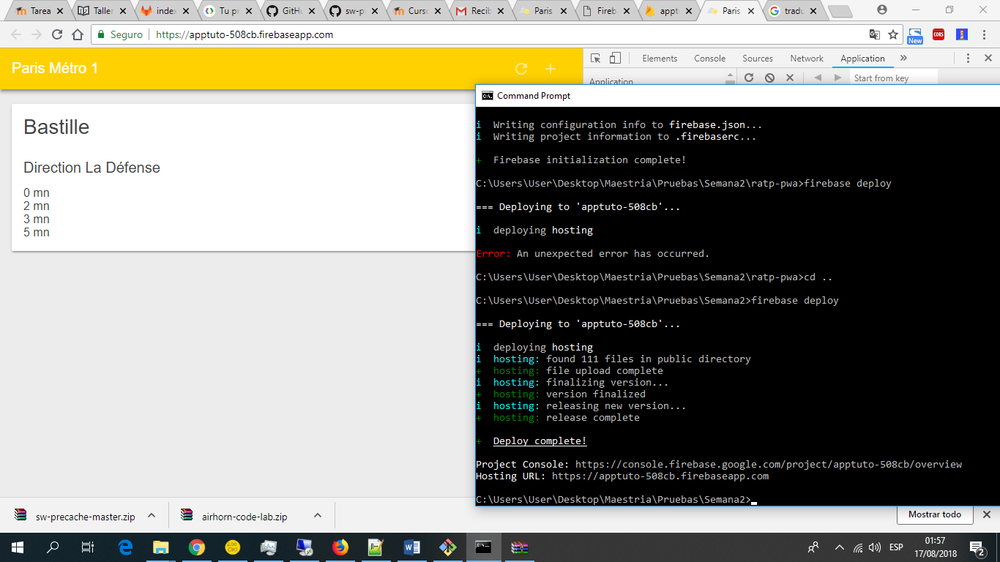 Tarea
Taller
index
Tu pr
GitHu
sw-p
Curso
Recib
Paris
Fireb
appt
Paris
tradu
Seguro
https://apptuto-508cb.firebaseapp.com
New
CORS
Paris Métro 1
Elements
Console
Sources
Network
Application
Application
Start from key
Bastille
Direction La Défense
0 mn
2 mn
3 mn
5 mn
Command Prompt
i Writing configuration info to firebase.json...
i Writing project information to .firebaserc...
+ Firebase initialization complete!
C:\Users\User\Desktop\Maestria\Pruebas\Semana2\ratp-pwa>firebase deploy
=== Deploying to 'apptuto-508cb'...
i deploying hosting
Error: An unexpected error has occurred.
C:\Users\User\Desktop\Maestria\Pruebas\Semana2\ratp-pwa>cd ..
C:\Users\User\Desktop\Maestria\Pruebas\Semana2>firebase deploy
=== Deploying to 'apptuto-508cb'...
i deploying hosting
i hosting: found 111 files in public directory
+ hosting: file upload complete
i hosting: finalizing version...
+ hosting: version finalized
i hosting: releasing new version...
+ hosting: release complete
+ Deploy complete!
Project Console: https://console.firebase.google.com/project/apptuto-508cb/overview
Hosting URL: https://apptuto-508cb.firebaseapp.com
C:\Users\User\Desktop\Maestria\Pruebas\Semana2>
sw-precache-master.zip
airhorn-code-lab.zip
Mostrar todo
ESP
01:57
17/08/2018
2